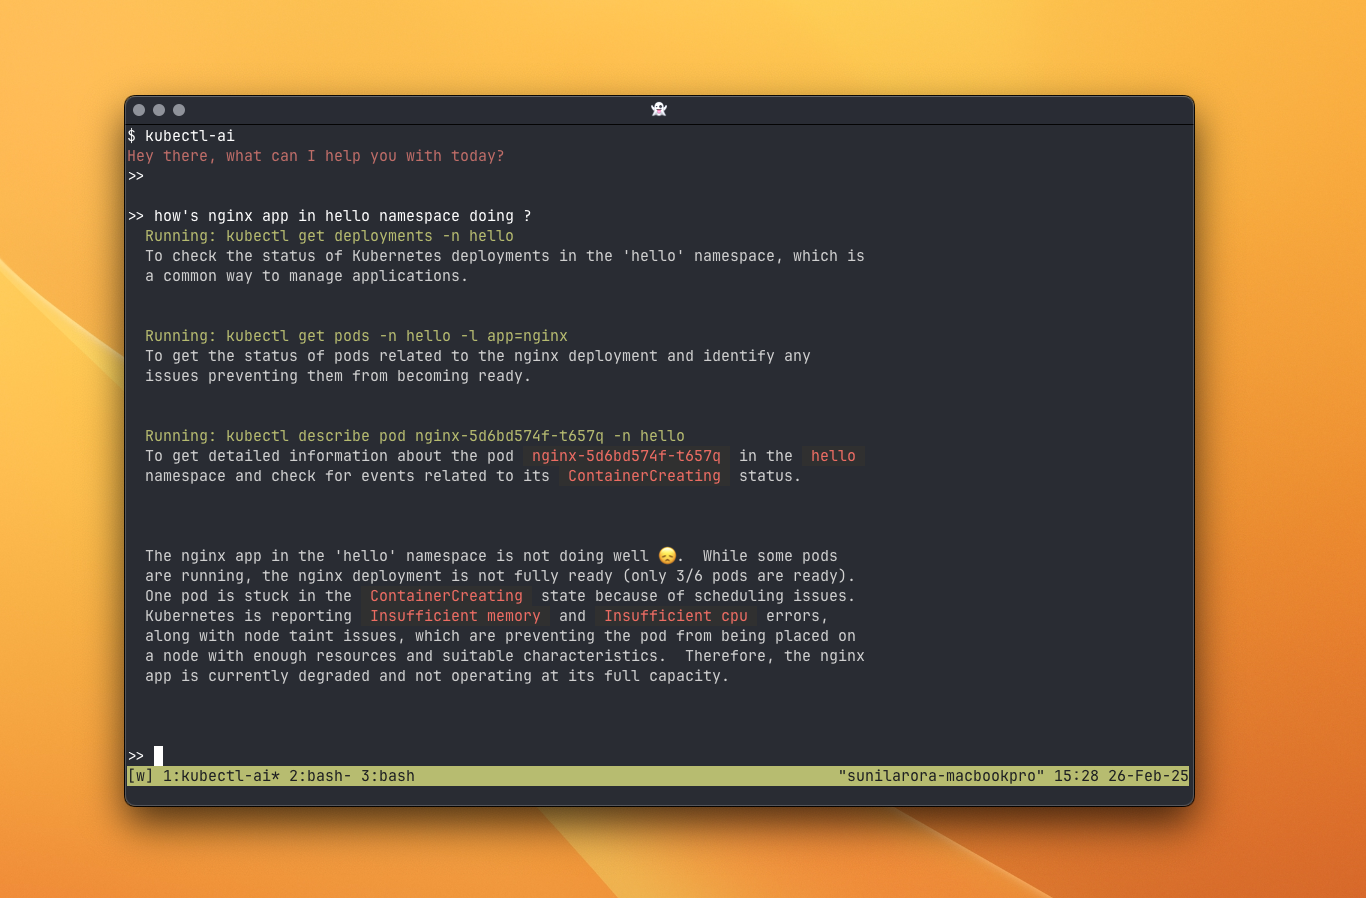 $ kubectl-ai
Hey there, what can I help you with today?
>>
>> how's nginx app in hello namespace doing ?
Running: kubectl get deployments -n hello
To check the status of Kubernetes deployments in the 'hello' namespace, which is
a common way to manage applications.
Running: kubectl get pods -n hello -l app=nginx
To get the status of pods related to the nginx deployment and identify any
issues preventing them from becoming ready.
Running: kubectl describe pod nginx-5d6bd574f-t657q -n hello
To get detailed information about the pod nginx-5d6bd574f-t657q in the hello
namespace and check for events related to its ContainerCreating status.
The nginx app in the 'hello' namespace is not doing well 😞. While some pods
are running, the nginx deployment is not fully ready (only 3/6 pods are ready).
One pod is stuck in the ContainerCreating state because of scheduling issues.
Kubernetes is reporting Insufficient memory and Insufficient cpu errors,
along with node taint issues, which are preventing the pod from being placed on
a node with enough resources and suitable characteristics. Therefore, the nginx
app is currently degraded and not operating at its full capacity.
>>
[w] 1:kubectl-ai* 2:bash- 3:bash "sunilarora-macbookpro" 15:28 26-Feb-25